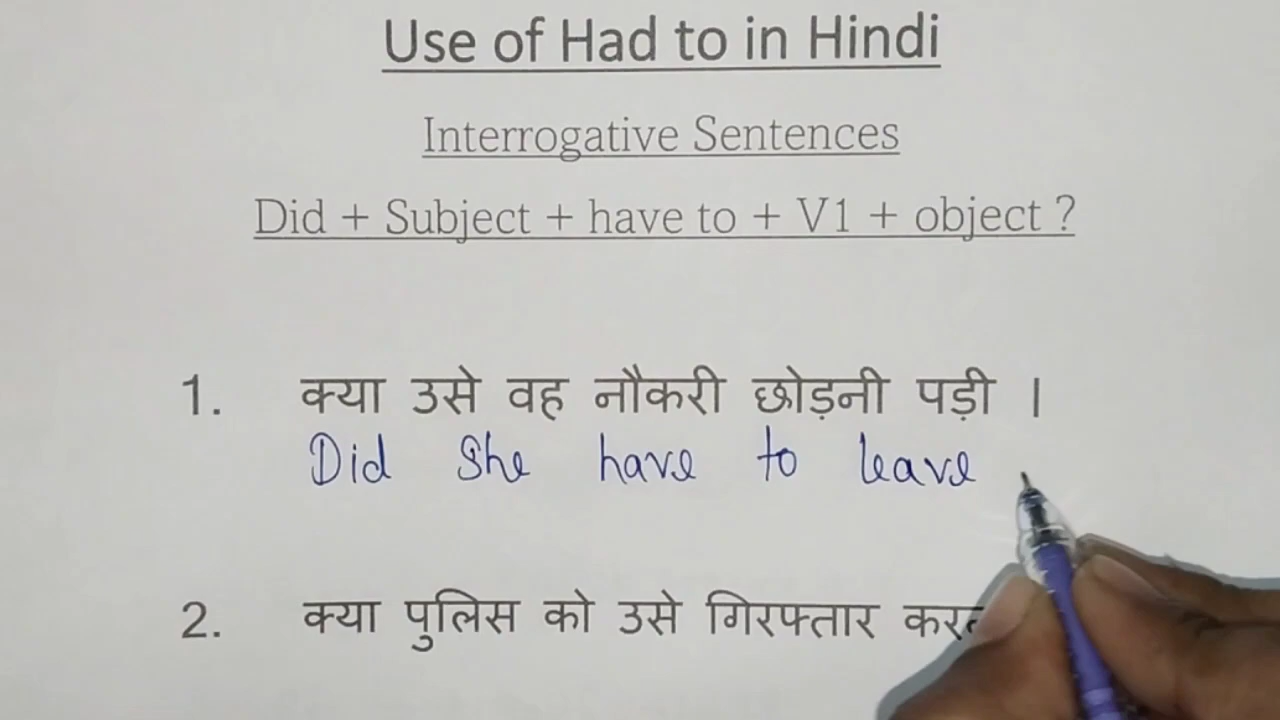 Use of Had to in Hindi
Interrogative Sentences
Did + Subject + have to + V1 + object ?
1. क्या उसे वह नौकरी छोड़नी पड़ी ।
Did She have to leave
2. क्या पुलिस को उसे गिरफ्तार